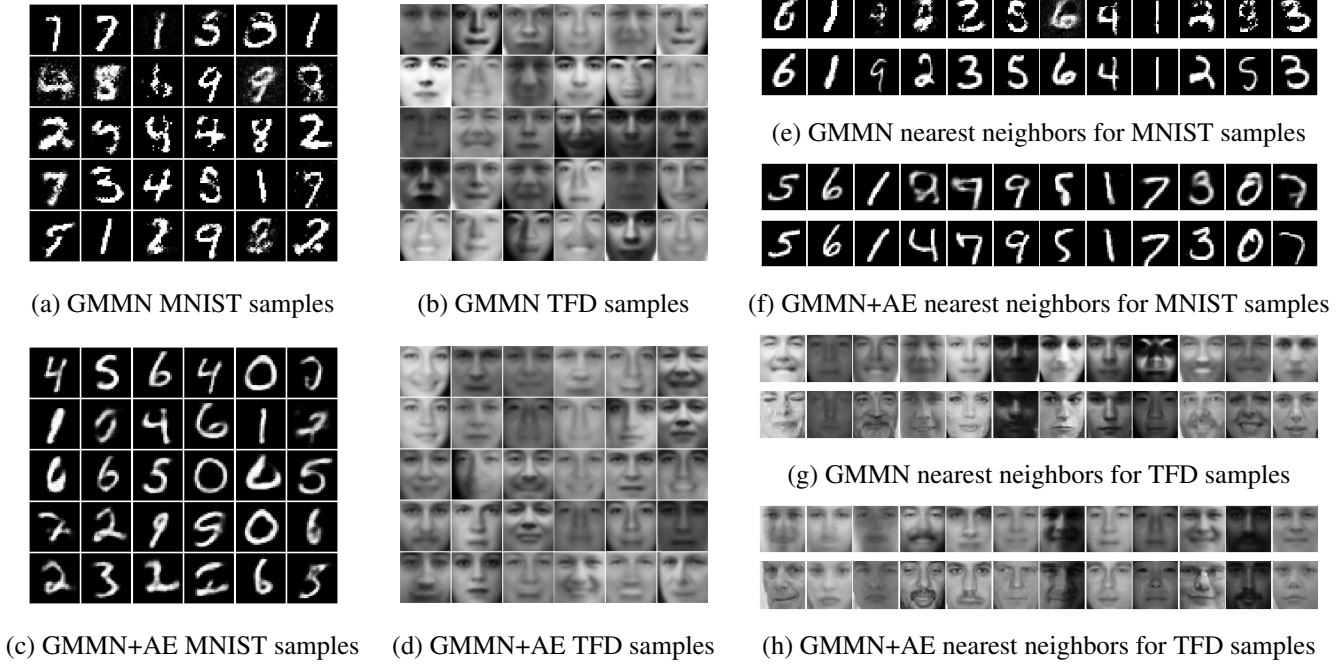 (a) GMMN MNIST samples
(b) GMMN TFD samples
(c) GMMN+AE MNIST samples
(d) GMMN+AE TFD samples
(e) GMMN nearest neighbors for MNIST samples
(f) GMMN+AE nearest neighbors for MNIST samples
(g) GMMN nearest neighbors for TFD samples
(h) GMMN+AE nearest neighbors for TFD samples